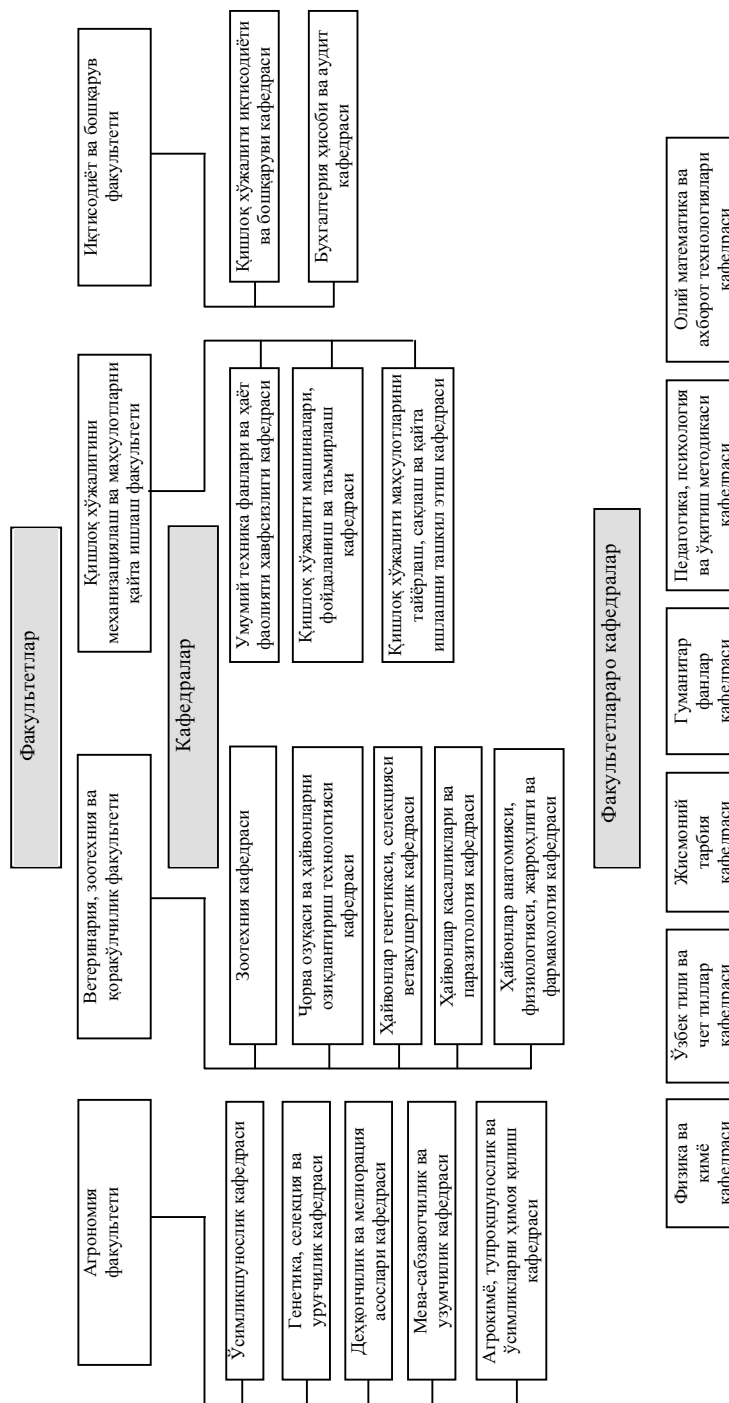 Факультетлар
Агрономия
факультети
Ветеринария, зоотехния ва
қоракўлчилик факультети
Қишлоқ хўжалигини
механизациялаш ва маҳсулотларни
қайта ишлаш факультети
Иқтисодиёт ва бошқарув
факультети
Кафедралар
Ўсимликшунослик кафедраси
Генетика, селекция ва
уруғчилик кафедраси
Деҳқончилик ва мелиорация
асослари кафедраси
Мева-сабзавотчилик ва
узумчилик кафедраси
Агрокимё, тупроқшунослик ва
ўсимликларни ҳимоя қилиш
кафедраси
Зоотехния кафедраси
Чорва озуқаси ва ҳайвонларни
озиқлантириш технологияси
кафедраси
Ҳайвонлар генетикаси, селекцияси
ветакушерлик кафедраси
Ҳайвонлар касалликлари ва
паразитология кафедраси
Ҳайвонлар анатомияси,
физиологияси, жарроҳлиги ва
фармакология кафедраси
Умумий техника фанлари ва ҳаёт
фаолияти хавфсизлиги кафедраси
Қишлоқ хўжалиги машиналари,
фойдаланиш ва таъмирлаш
кафедраси
Қишлоқ хўжалиги маҳсулотларини
тайёрлаш, сақлаш ва қайта
ишлашни ташкил этиш кафедраси
Қишлоқ хўжалиги иқтисодиёти
ва бошқаруви кафедраси
Бухгалтерия ҳисоби ва аудит
кафедраси
Факультетлараро кафедралар
Физика ва
кимё
кафедраси
Ўзбек тили ва
чет тиллар
кафедраси
Жисмоний
тарбия
кафедраси
Гуманитар
фанлар
кафедраси
Педагогика, психология
ва ўқитиш методикаси
кафедраси
Олий математика ва
ахборот технологиялари
кафедраси